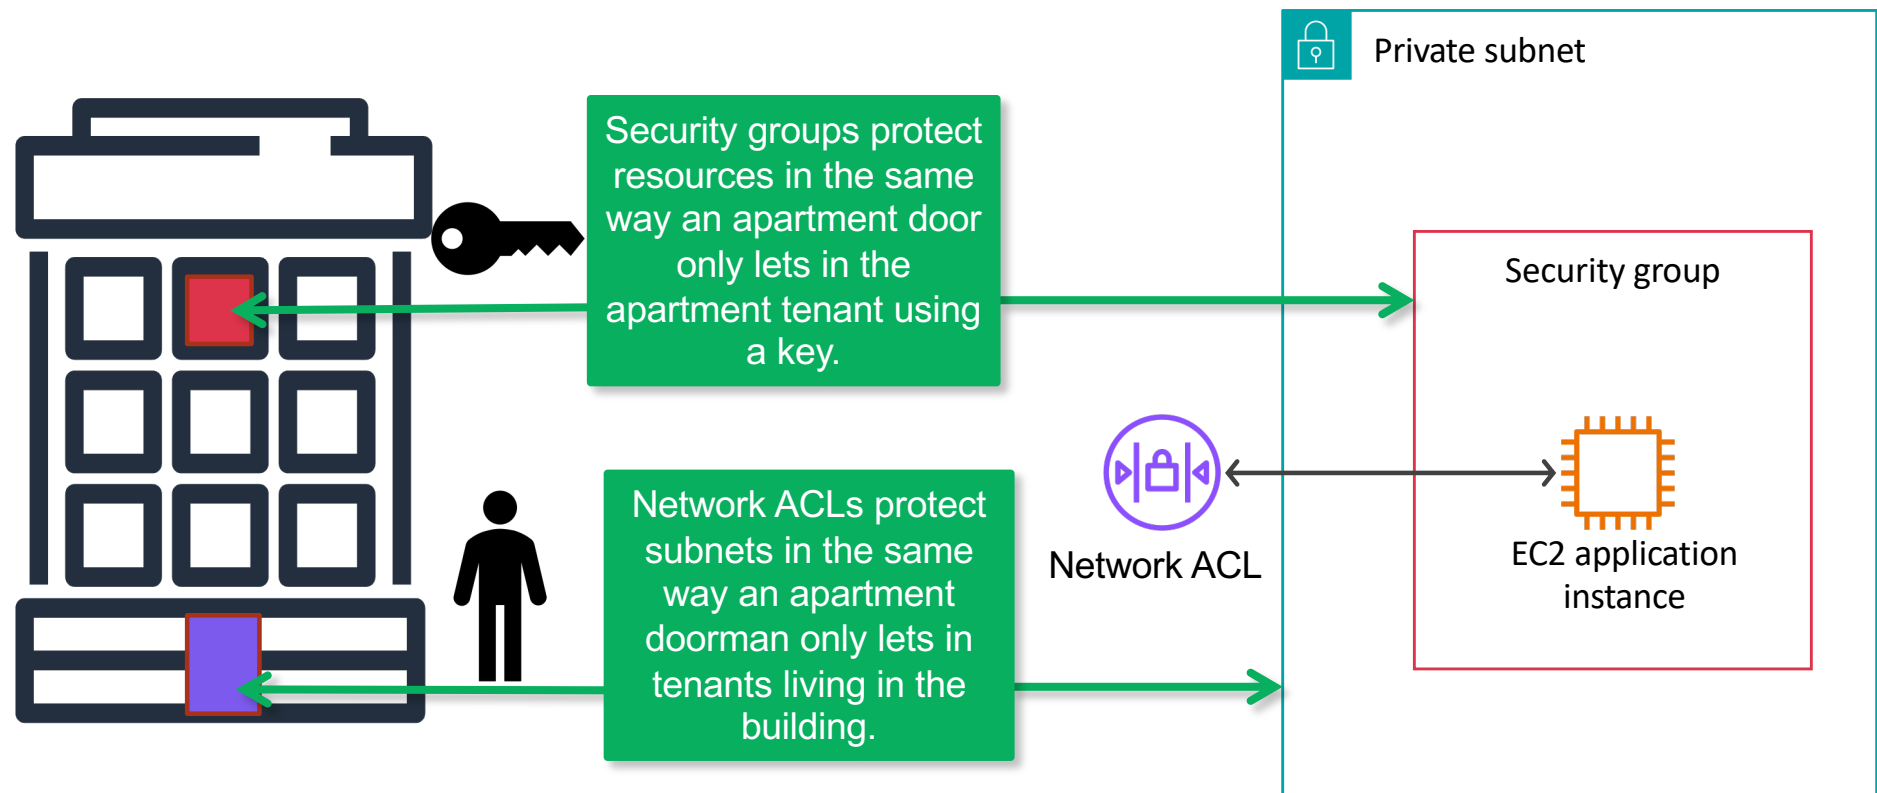 Private subnet
Security groups protect
resources in the same
way an apartment door
only lets in the
apartment tenant using
a key.
Security group
Network ACLs protect
subnets in the same
way an apartment
doorman only lets in
tenants living in the
building.
Network ACL
EC2 application
instance